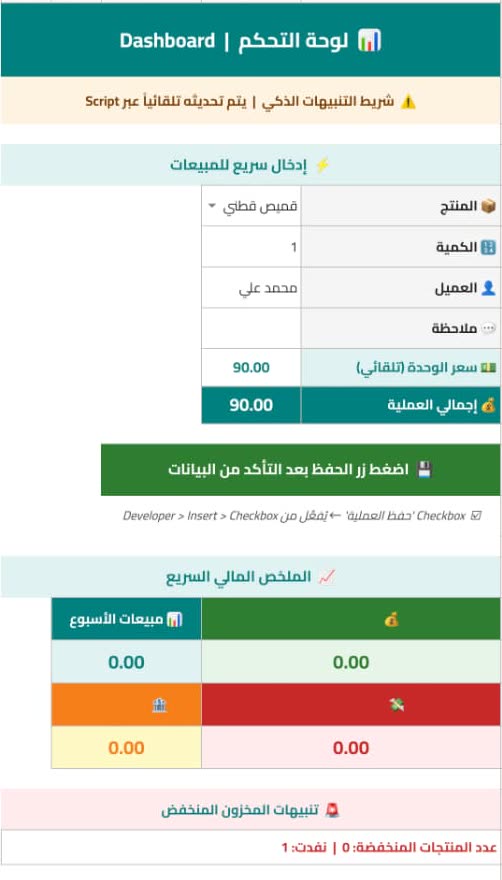 📊 لوحة التحكم | Dashboard
⚠️ شريط التنبيهات الذكي | يتم تحديثه تلقائياً عبر Script
⚡ إدخال سريع للمبيعات
📦 المنتج قميص قطني
🔢 الكمية 1
👤 العميل محمد علي
💬 ملاحظة
💵 سعر الوحدة (تلقائي) 90.00
💰 إجمالي العملية 90.00
💾 اضغط زر الحفظ بعد التأكد من البيانات
☑ Checkbox 'حفظ العملية' ← يُفعَّل من Developer > Insert > Checkbox
📈 الملخص المالي السريع
💰 📊 مبيعات الأسبوع
0.00 0.00
💸 🏦
0.00 0.00
🚨 تنبيهات المخزون المنخفض
عدد المنتجات المنخفضة: 0 | نفدت: 1